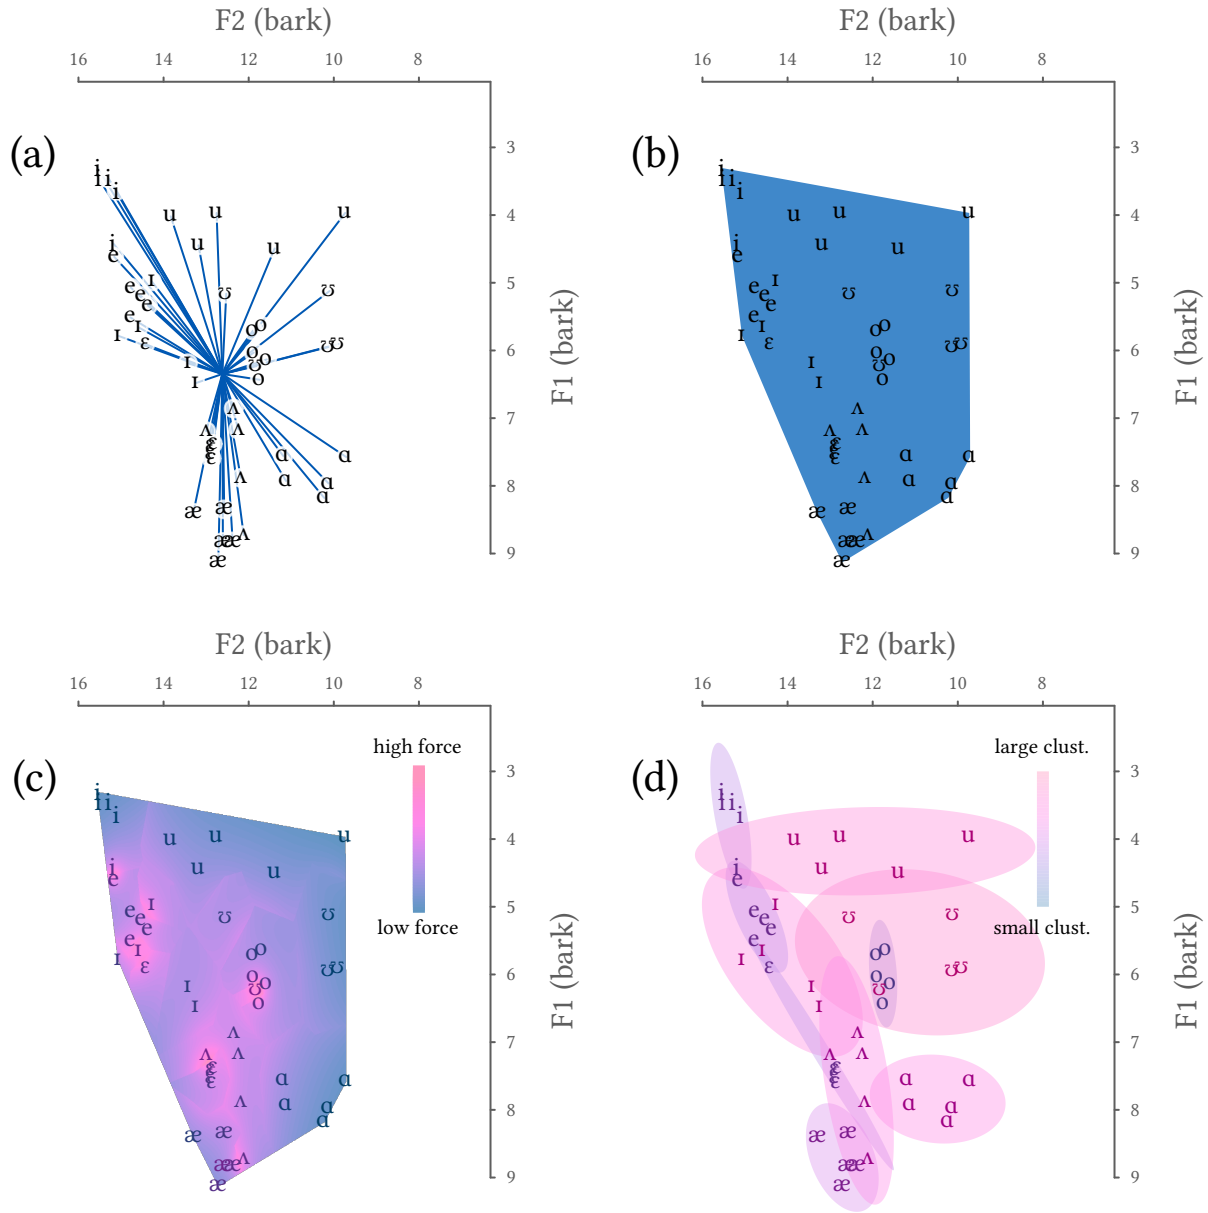 F2 (bark)
16 14 12 10 8
(a)
3
4
5
6
7
8
9
F1 (bark)
i
i i
i
u u u
i u u
e
ɪ
e e e ʊ ʊ
e ɪ o o
ɪ ɛ o ʊ ʊ
ɪ ʊ o
ɪ o
ʌ
ʌ ʌ
ɛ ɑ ɑ
ɛ
ɛ
ʌ ɑ ɑ
ɑ
æ æ
æ æ ʌ
æ
F2 (bark)
16 14 12 10 8
(b)
3
4
5
6
7
8
9
F1 (bark)
i
i i
i
u u u
i u u
e
ɪ
e e e ʊ ʊ
e ɪ o o
ɪ ɛ o ʊ ʊ
ɪ ʊ o
ɪ o
ʌ
ʌ ʌ
ɛ ɑ ɑ
ɛ
ɛ
ʌ ɑ ɑ
ɑ
æ æ
æ æ ʌ
æ
F2 (bark)
16 14 12 10 8
(c)
high force
low force
3
4
5
6
7
8
9
F1 (bark)
i
i i
i
u u u
i u u
e
ɪ
e e e ʊ ʊ
e ɪ o o
ɪ ɛ o ʊ ʊ
ɪ ʊ o
ɪ o
ʌ
ʌ ʌ
ɛ ɑ ɑ
ɛ
ɛ
ʌ ɑ ɑ
ɑ
æ æ
æ æ ʌ
æ
F2 (bark)
16 14 12 10 8
(d)
large clust.
small clust.
3
4
5
6
7
8
9
F1 (bark)
i
i i
i
u u u
i u u
e
ɪ
e e e ʊ ʊ
e ɪ o o
ɪ ɛ o ʊ ʊ
ɪ ʊ o
ɪ o
ʌ
ʌ ʌ
ɛ ɑ ɑ
ɛ
ɛ
ʌ ɑ ɑ
ɑ
æ æ
æ æ ʌ
æ